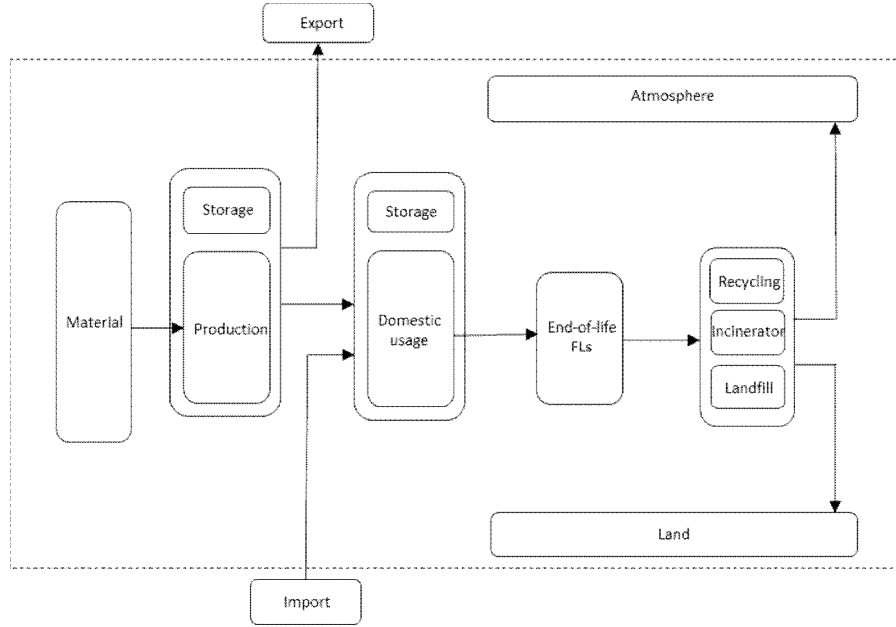 Export
Atmosphere
Storage
Storage
Material
Production
Domestic
usage
End-of-life
FLs
Recycling
Incinerator
Landfill
Land
Import